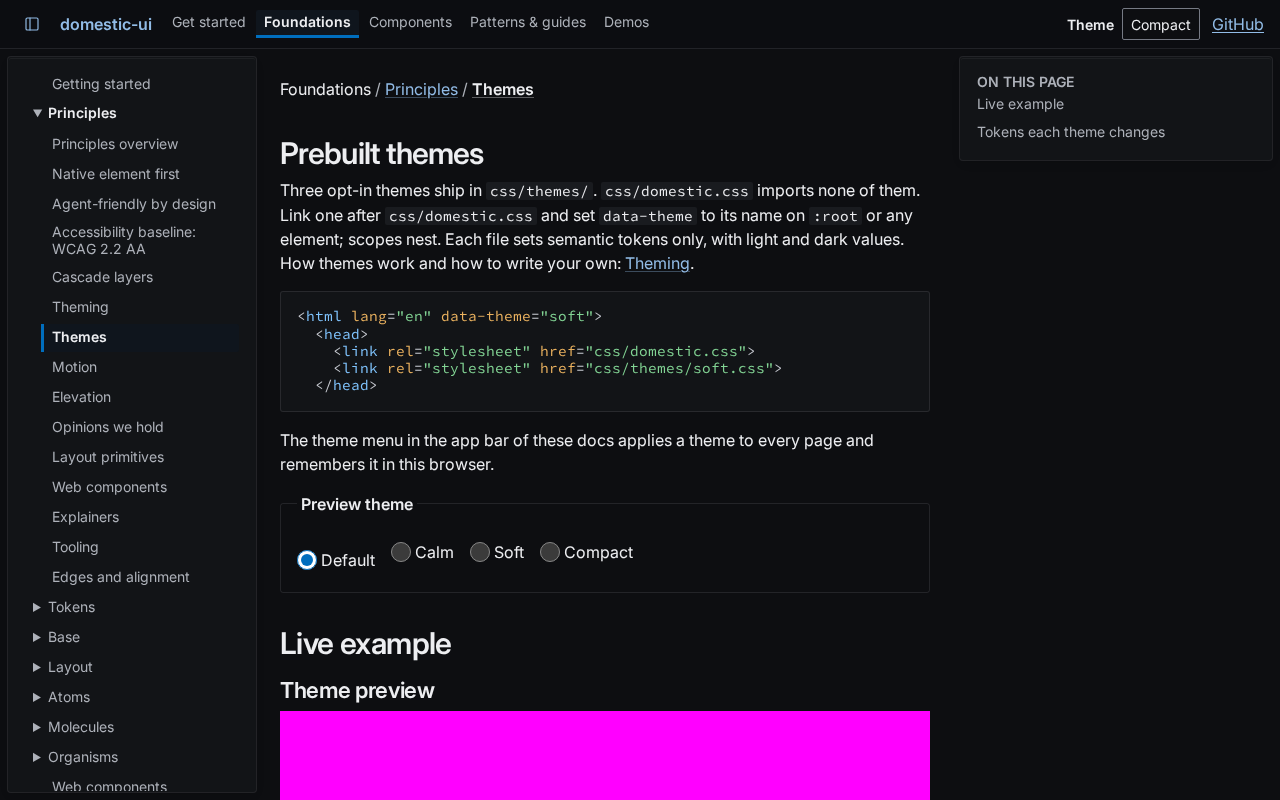 domestic-ui
Get started
Foundations
Components
Patterns & guides
Demos
Theme
Compact
GitHub
Getting started
Principles
Principles overview
Native element first
Agent-friendly by design
Accessibility baseline:
WCAG 2.2 AA
Cascade layers
Theming
Themes
Motion
Elevation
Opinions we hold
Layout primitives
Web components
Explainers
Tooling
Edges and alignment
Tokens
Base
Layout
Atoms
Molecules
Organisms
Web components
Foundations / Principles / Themes
Prebuilt themes
Three opt-in themes ship in css/themes/. css/domestic.css imports none of them.
Link one after css/domestic.css and set data-theme to its name on :root or any
element; scopes nest. Each file sets semantic tokens only, with light and dark values.
How themes work and how to write your own: Theming.
<html lang="en" data-theme="soft">
<head>
<link rel="stylesheet" href="css/domestic.css">
<link rel="stylesheet" href="css/themes/soft.css">
</head>
The theme menu in the app bar of these docs applies a theme to every page and
remembers it in this browser.
Preview theme
Default
Calm
Soft
Compact
Live example
Theme preview
ON THIS PAGE
Live example
Tokens each theme changes